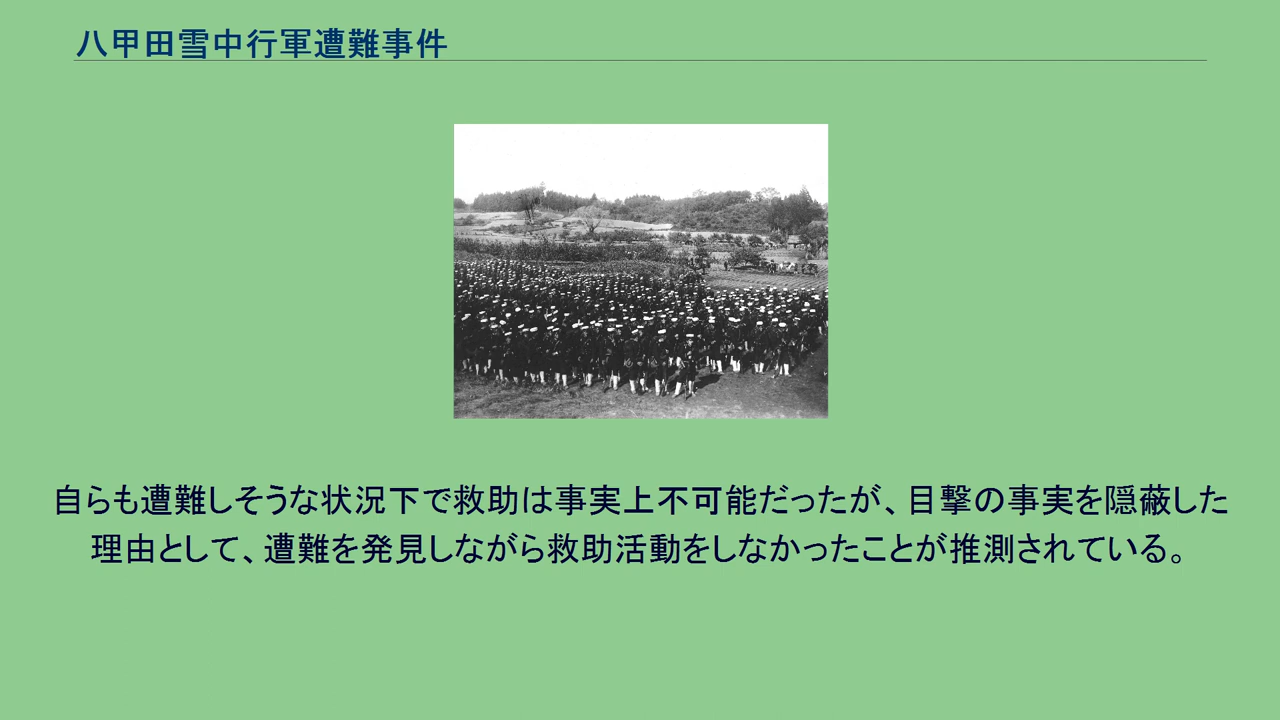 八甲田雪中行軍遭難事件
自らも遭難しそうな状況下で救助は事実上不可能だったが、目撃の事実を隠蔽した
理由として、遭難を発見しながら救助活動をしなかったことが推測されている。